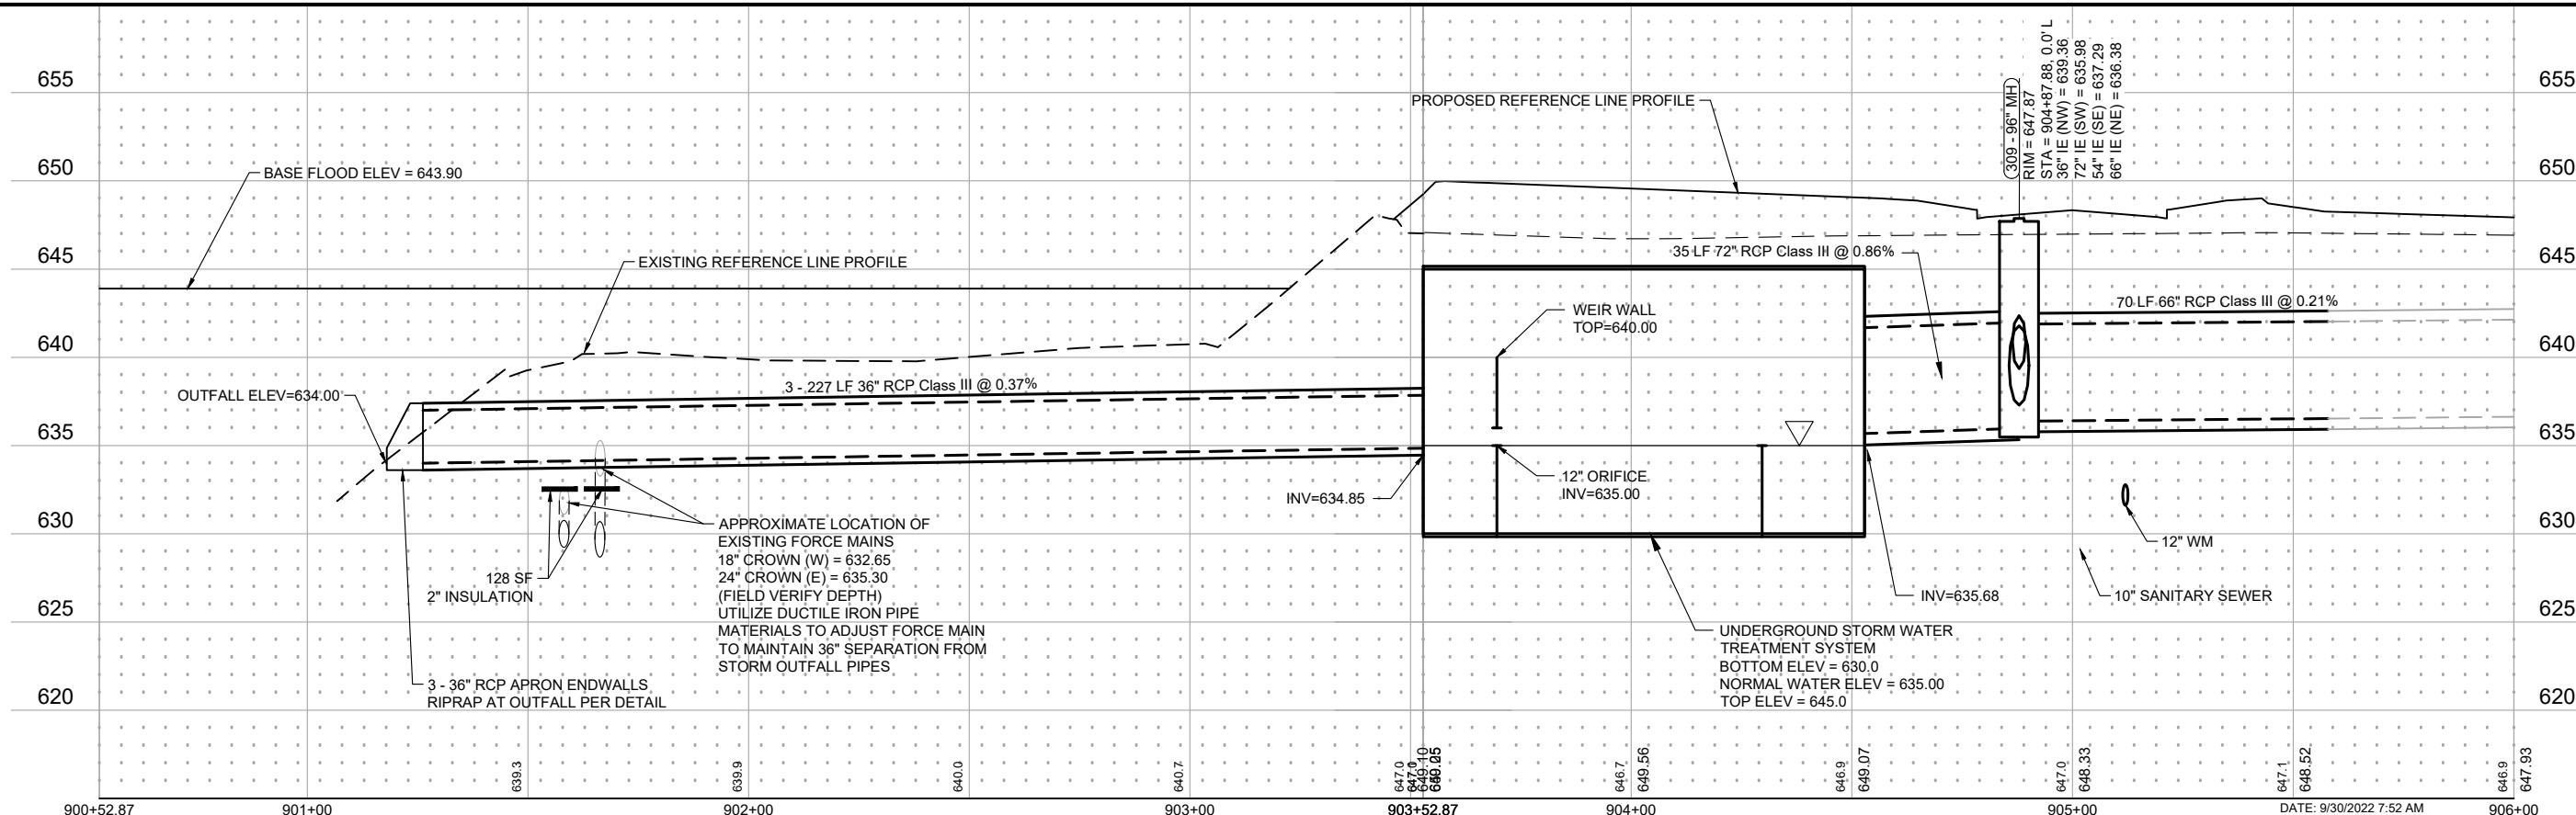 655
650
645
640
635
630
625
620
655
650
645
640
635
630
625
620
BASE FLOOD ELEV = 643.90
EXISTING REFERENCE LINE PROFILE
OUTFALL ELEV=634.00
3 - 227 LF 36" RCP Class III @ 0.37%
128 SF
2" INSULATION
APPROXIMATE LOCATION OF
EXISTING FORCE MAINS
18" CROWN (W) = 632.65
24" CROWN (E) = 635.30
(FIELD VERIFY DEPTH)
UTILIZE DUCTILE IRON PIPE
MATERIALS TO ADJUST FORCE MAIN
TO MAINTAIN 36" SEPARATION FROM
STORM OUTFALL PIPES
3 - 36" RCP APRON ENDWALLS
RIPRAP AT OUTFALL PER DETAIL
PROPOSED REFERENCE LINE PROFILE
WEIR WALL
TOP=640.00
12" ORIFICE
INV=635.00
INV=634.85
35 LF 72" RCP Class III @ 0.86%
309 - 96" MH
RIM = 647.87
STA = 904+87.88, 0.0' L
36" IE (NW) = 639.36
72" IE (SW) = 635.98
54" IE (SE) = 637.29
66" IE (NE) = 636.38
70 LF 66" RCP Class III @ 0.21%
12" WM
10" SANITARY SEWER
INV=635.68
UNDERGROUND STORM WATER
TREATMENT SYSTEM
BOTTOM ELEV = 630.0
NORMAL WATER ELEV = 635.00
TOP ELEV = 645.0
639.3
639.9
640.0
640.7
647.0
647.0
649.10
646.7
649.56
646.9
649.07
647.0
648.33
647.1
648.52
646.9
647.93
900+52.87
901+00
902+00
903+00
903+52.87
904+00
905+00
906+00
DATE: 9/30/2022 7:52 AM